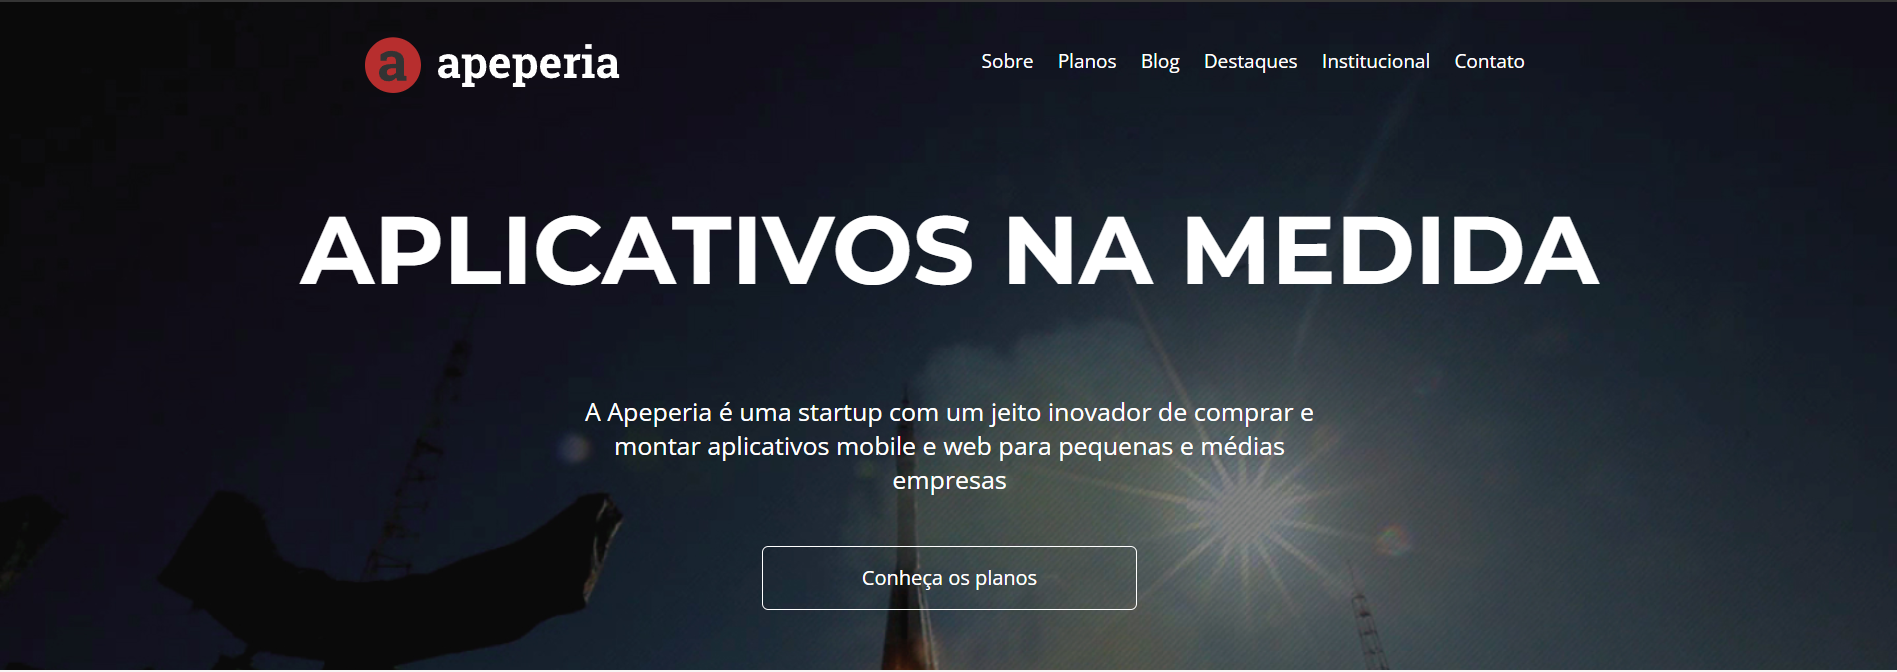 a apeperia
Sobre Planos Blog Destaques Institucional Contato
APLICATIVOS NA MEDIDA
A Apeperia é uma startup com um jeito inovador de comprar e
montar aplicativos mobile e web para pequenas e médias
empresas
Conheça os planos